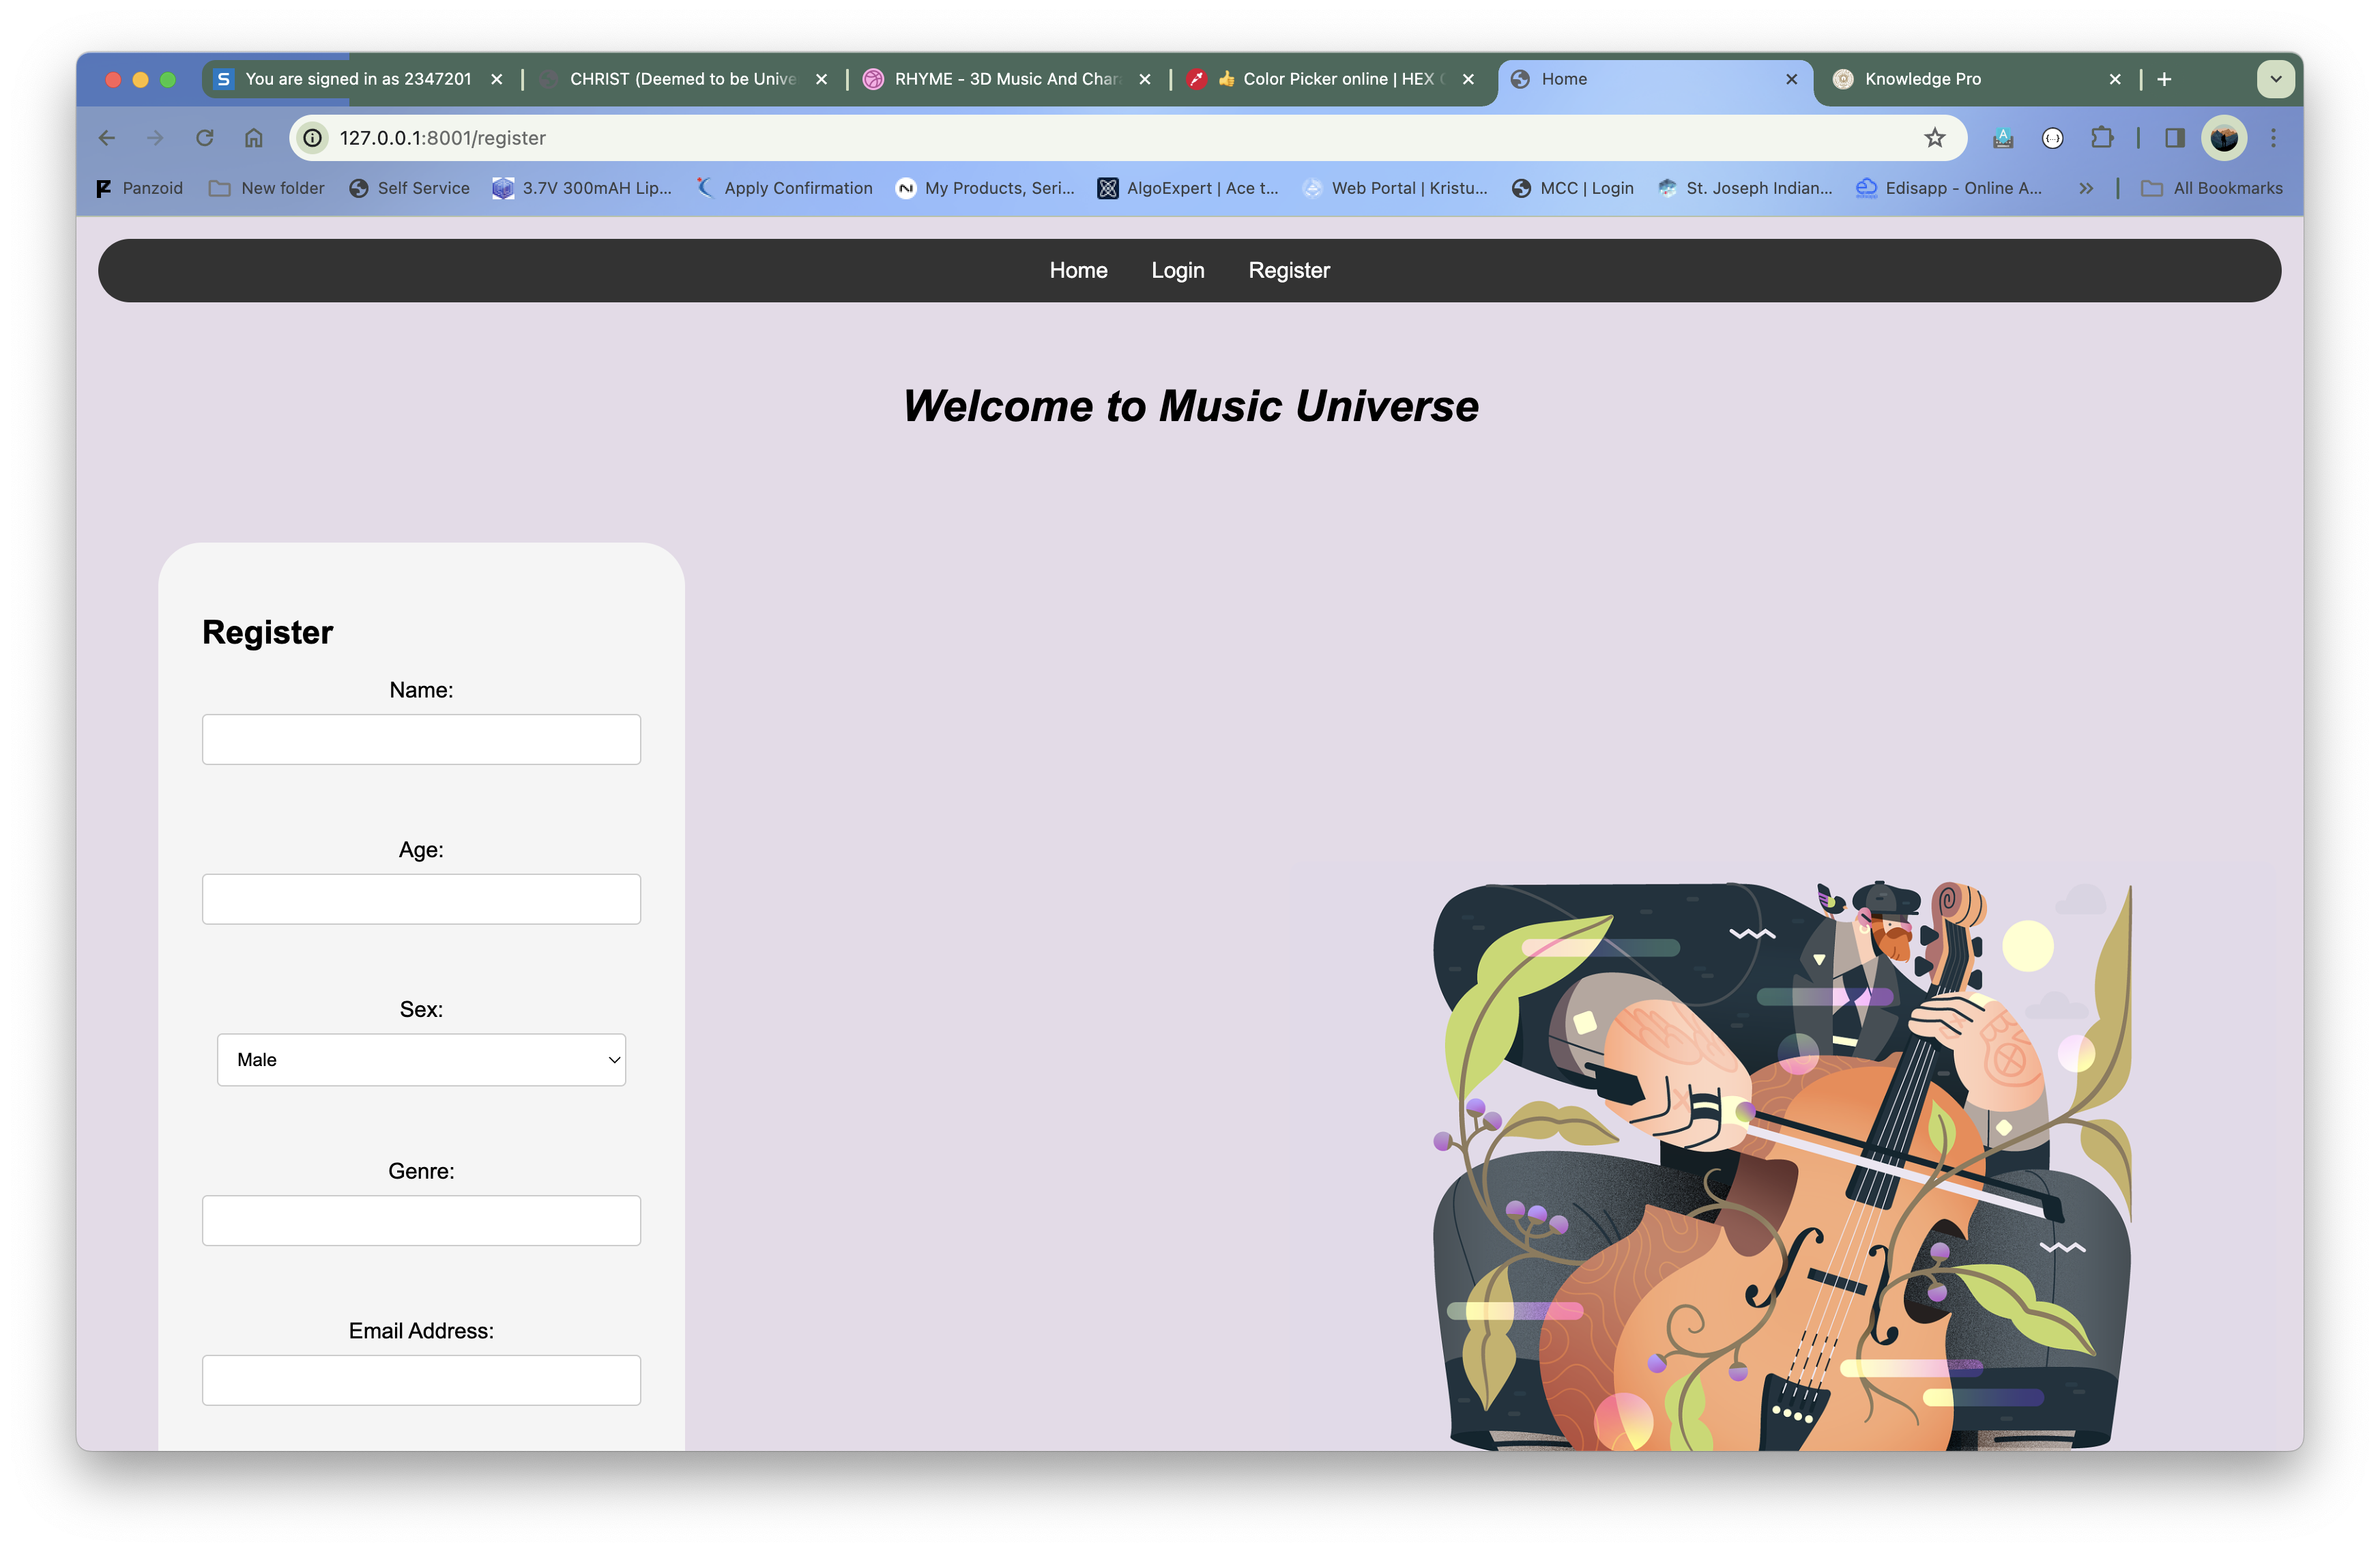 You are signed in as 2347201
CHRIST (Deemed to be Unive
RHYME - 3D Music And Char
👍 Color Picker online | HEX
Home
Knowledge Pro
127.0.0.1:8001/register
Panzoid
New folder
Self Service
3.7V 300mAH Lip...
Apply Confirmation
My Products, Seri...
AlgoExpert | Ace t...
Web Portal | Kristu...
MCC | Login
St. Joseph Indian...
Edisapp - Online A...
All Bookmarks
Home Login Register
Welcome to Music Universe
Register
Name:
Age:
Sex:
Male
Genre:
Email Address: